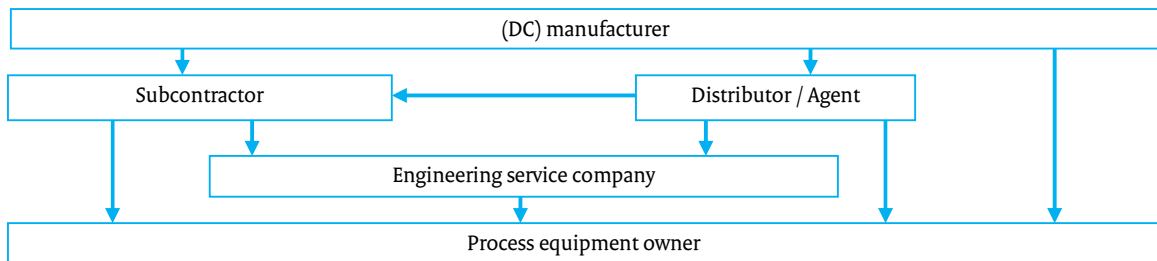 (DC) manufacturer
Subcontractor
Distributor / Agent
Engineering service company
Process equipment owner